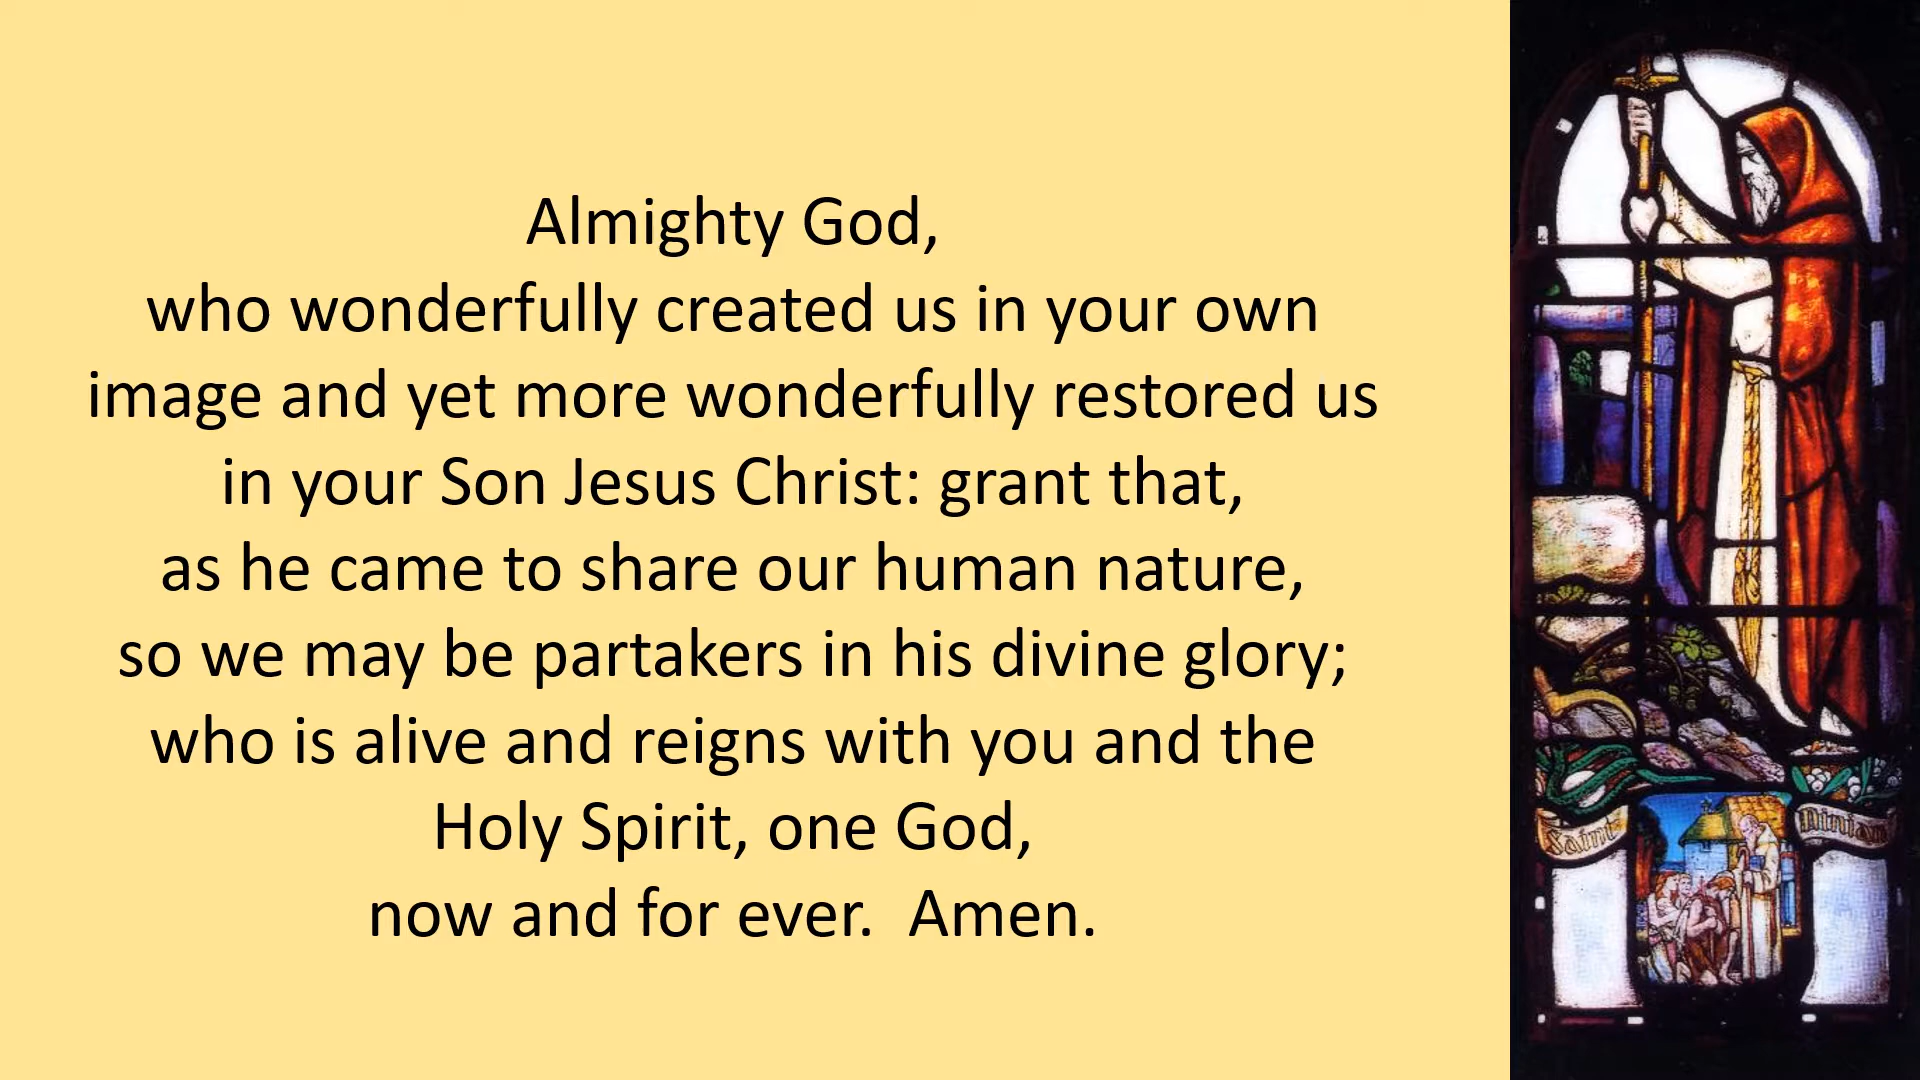 Almighty God,
who wonderfully created us in your own
image and yet more wonderfully restored us
in your Son Jesus Christ: grant that,
as he came to share our human nature,
so we may be partakers in his divine glory;
who is alive and reigns with you and the
Holy Spirit, one God,
now and for ever.  Amen.
Saint Ninian